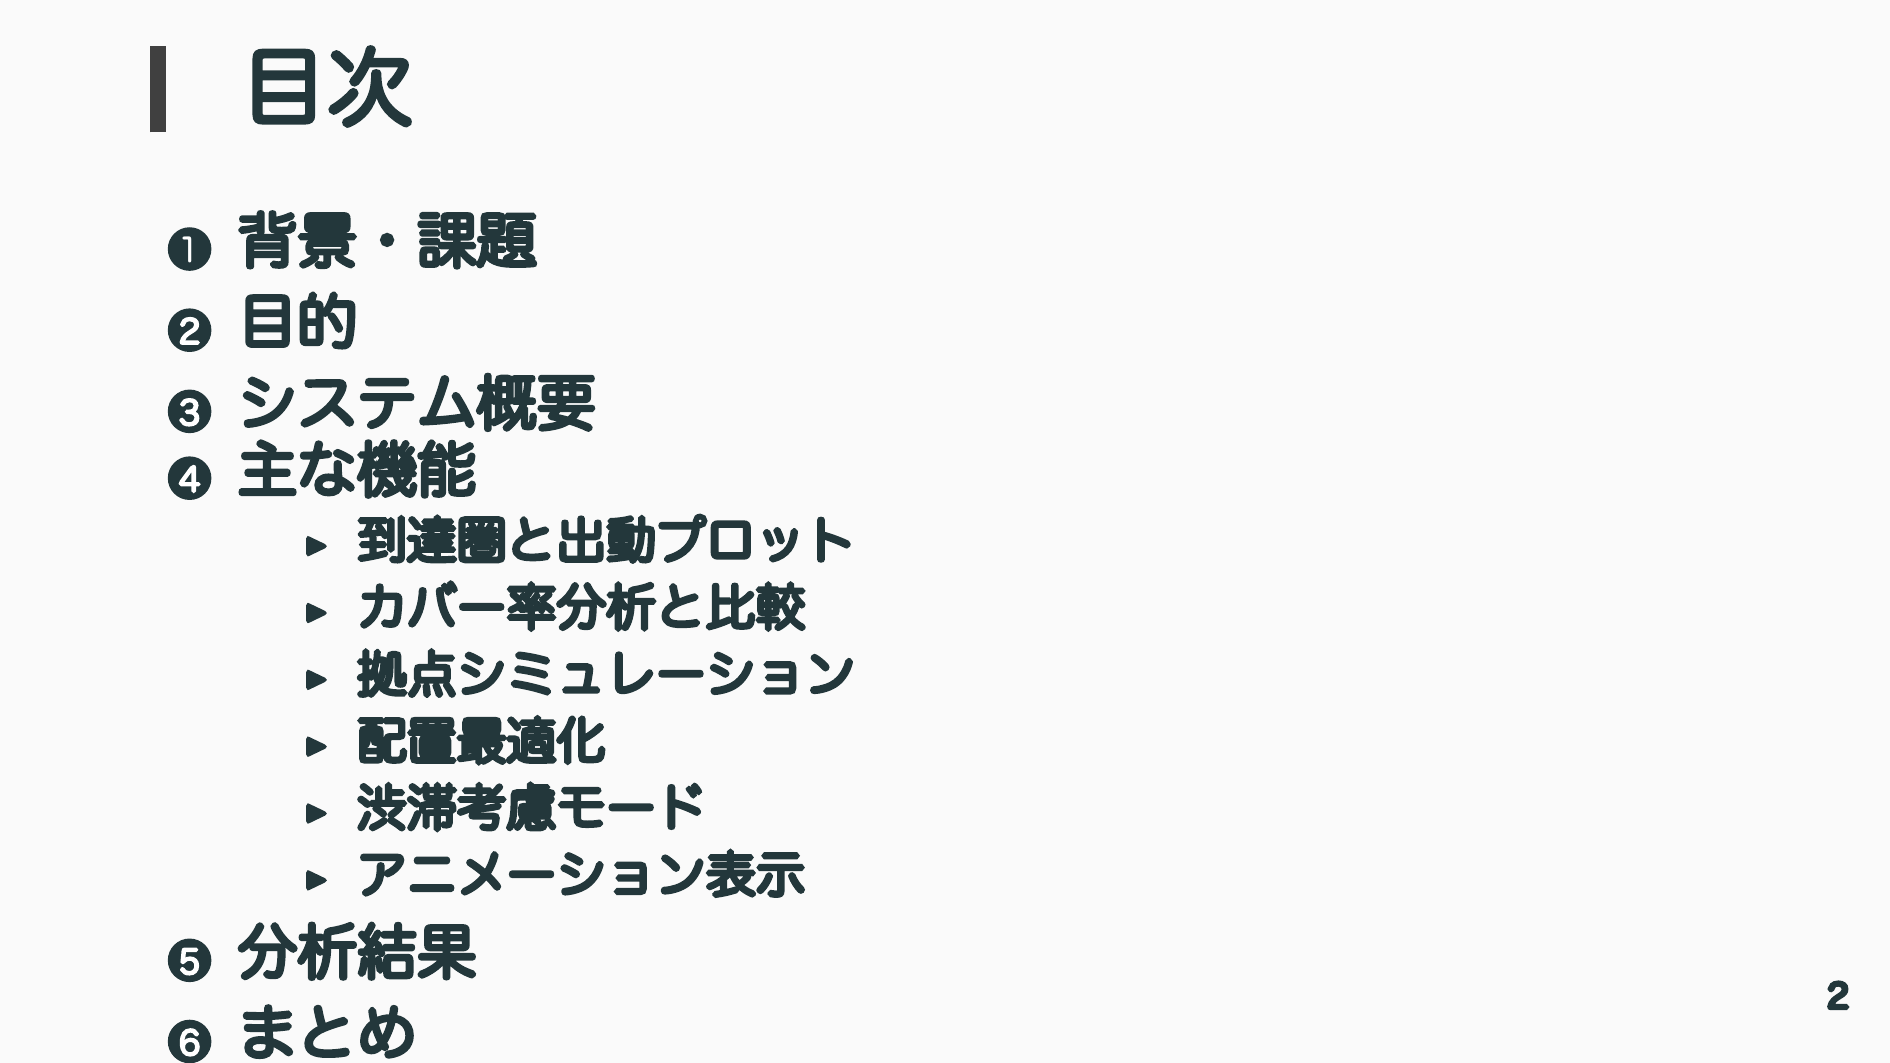 目次
❶ 背景・課題
❷ 目的
❸ システム概要
❹ 主な機能
▶ 到達圏と出動プロット
▶ カバー率分析と比較
▶ 拠点シミュレーション
▶ 配置最適化
▶ 渋滞考慮モード
▶ アニメーション表示
❺ 分析結果
❻ まとめ
2